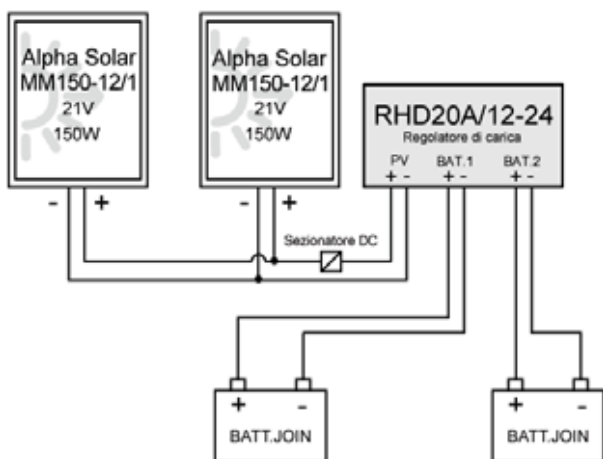 Alpha Solar
MM150-12/1
21V
150W
Alpha Solar
MM150-12/1
21V
150W
RHD20A/12-24
Regolatore di carica
PV BAT.1 BAT.2
+ - + - + -
- +
- +
Sezionatore DC
+ -
BATT.JOIN
+ -
BATT.JOIN